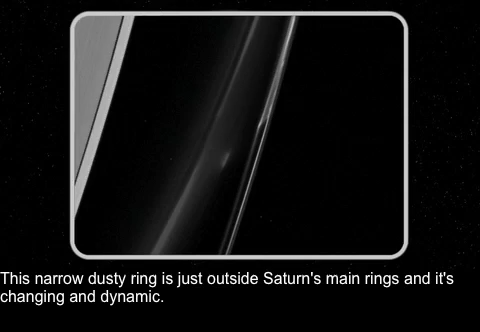 This narrow dusty ring is just outside Saturn's main rings and it's
changing and dynamic.